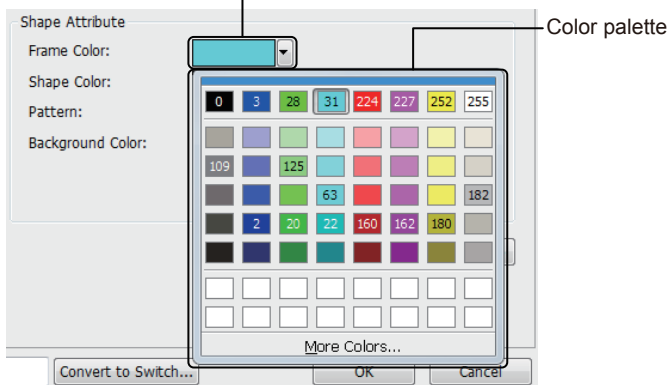 Shape Attribute
Color palette
Frame Color:
Shape Color:
0 3 28 31 224 227 252 255
Pattern:
Background Color:
109 125
63 182
2 20 22 160 162 180
More Colors...
Convert to Switch... OK Cancel